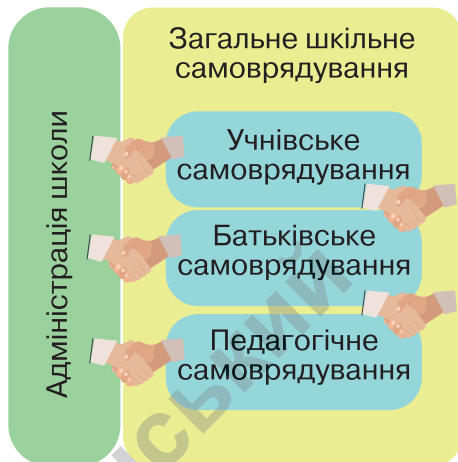 Адміністрація школи
Загальне шкільне
самоврядування
Учнівське
самоврядування
Батьківське
самоврядування
Педагогічне
самоврядування